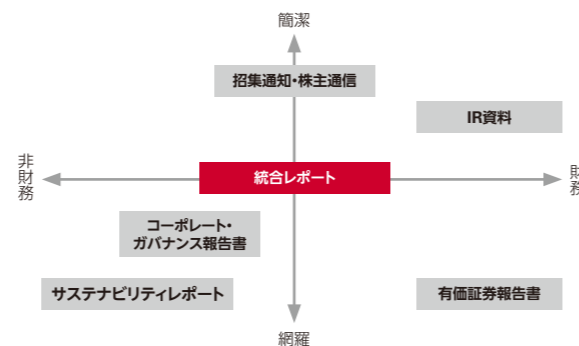 簡潔
招集通知・株主通信
IR資料
非財務
統合レポート
財務
コーポレート・
ガバナンス報告書
サステナビリティレポート
有価証券報告書
網羅